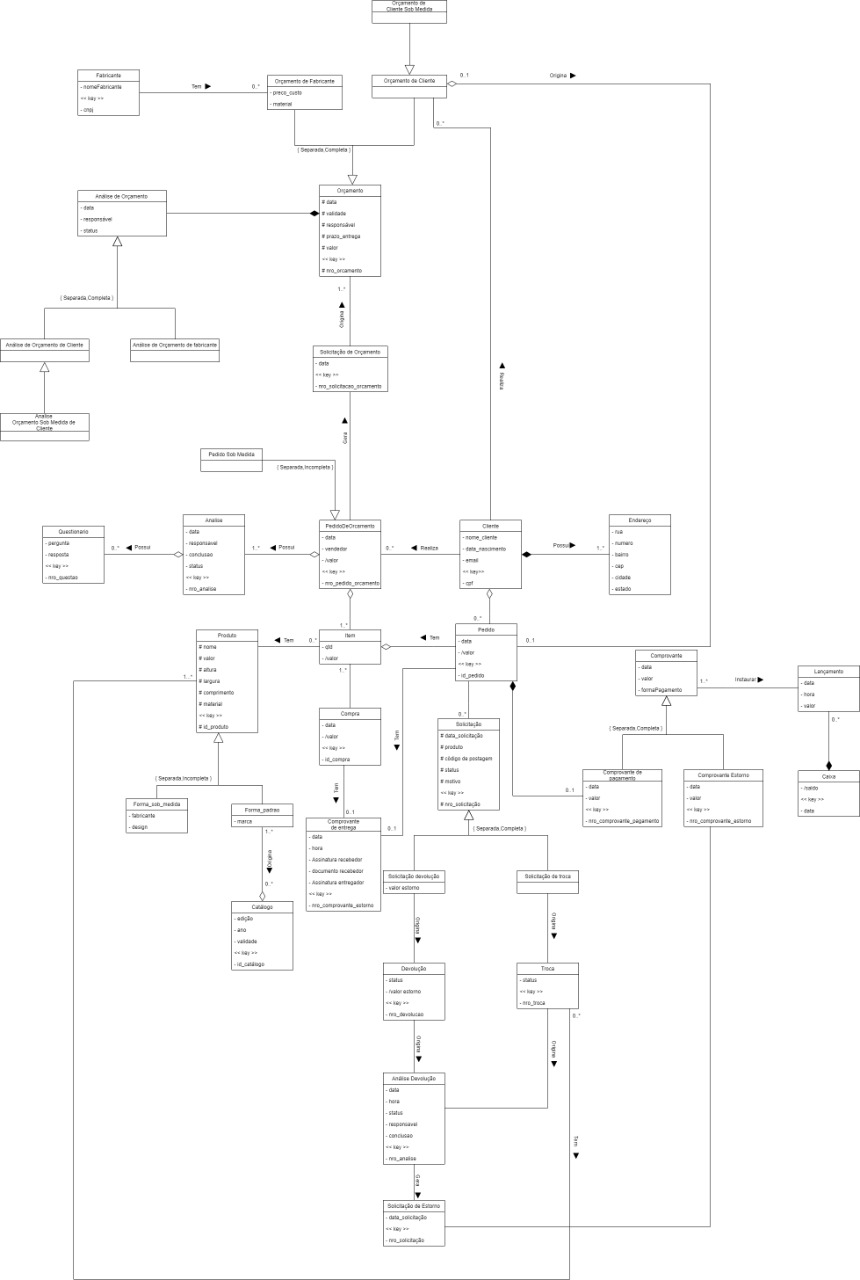 Orçamento de
Cliente Sob Medida
Orçamento de Cliente
0..1
Origina
Fabricante
- nomeFabricante
<< key >>
- cnpj
Tem
0..*
Orçamento de Fabricante
- preco_custo
- material
0..*
{ Separada,Completa }
Orçamento
# data
# validade
# responsável
# prazo_entrega
# valor
<< key >>
# nro_orcamento
Análise de Orçamento
- data
- responsável
- status
{ Separada,Completa }
Análise de Orçamento de Cliente
Análise de Orçamento de fabricante
Análise
Orçamento Sob Medida de
Cliente
1..*
Origina
Solicitação de Orçamento
- data
<< key >>
- nro_solicitacao_orcamento
Realiza
Gera
Pedido Sob Medida
{ Separada,Incompleta }
Questionario
- pergunta
- resposta
<< key >>
- nro_questao
0..*
Possui
Analise
- data
- responsavel
- conclusao
- status
<< key >>
- nro_analise
1..*
Possui
PedidoDeOrcamento
- data
- vendedor
- /valor
<< key >>
- nro_pedido_orcamento
0..*
Realiza
Cliente
- nome_cliente
- data_nascimento
- email
<< key>>
- cpf
Possui
1..*
Endereço
- rua
- numero
- bairro
- cep
- cidade
- estado
0..*
1..*
Produto
# nome
# valor
# altura
# largura
# comprimento
# material
<< key >>
# id_produto
1...*
Tem
0..*
Item
- qtd
- /valor
Tem
Pedido
- data
- /valor
<< key >>
- id_pedido
0..1
1..*
Comprovante
- data
- valor
- formaPagamento
1..*
Instaurar
Lançamento
- data
- hora
- valor
0..*
Caixa
- /saldo
<< key >>
- data
{ Separada,Completa }
Comprovante de
pagamento
- data
- valor
<< key >>
- nro_comprovante_pagamento
0..1
Comprovante Estorno
- data
- valor
<< key >>
- nro_comprovante_estorno
Compra
- data
- /valor
<< key >>
- id_compra
Tem
Tem
0..1
0..1
Comprovante
de entrega
- data
- hora
- Assinatura recebedor
- documento recebedor
- Assinatura entregador
<< key >>
- nro_comprovante_estorno
0..*
Solicitação
# data_solicitação
# produto
# código de postagem
# status
# motivo
<< key >>
# nro_solicitação
{ Separada,Completa }
{ Separada,Incompleta }
Forma_sob_medida
- fabricante
- design
Forma_padrao
- marca
1..*
Origina
0..*
Catálogo
- edição
- ano
- validade
<< key >>
- id_catálogo
Solicitação devolução
- valor estorno
Solicitação de troca
Origina
Origina
Devolução
- status
- /valor estorno
<< key >>
- nro_devolucao
Troca
- status
<< key >>
- nro_troca
0..*
Origina
Origina
Análise Devolução
- data
- hora
- status
- responsavel
- conclusao
<< key >>
- nro_analise
Tem
Gera
Solicitação de Estorno
- data_solicitação
<< key >>
- nro_solicitação